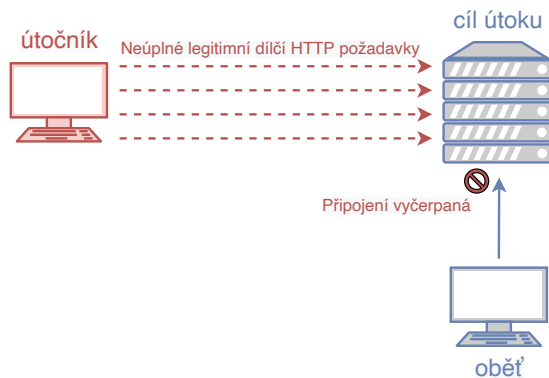 cíl útoku
útočník
Neúplné legitimní dílčí HTTP požadavky
Připojení vyčerpaná
oběť